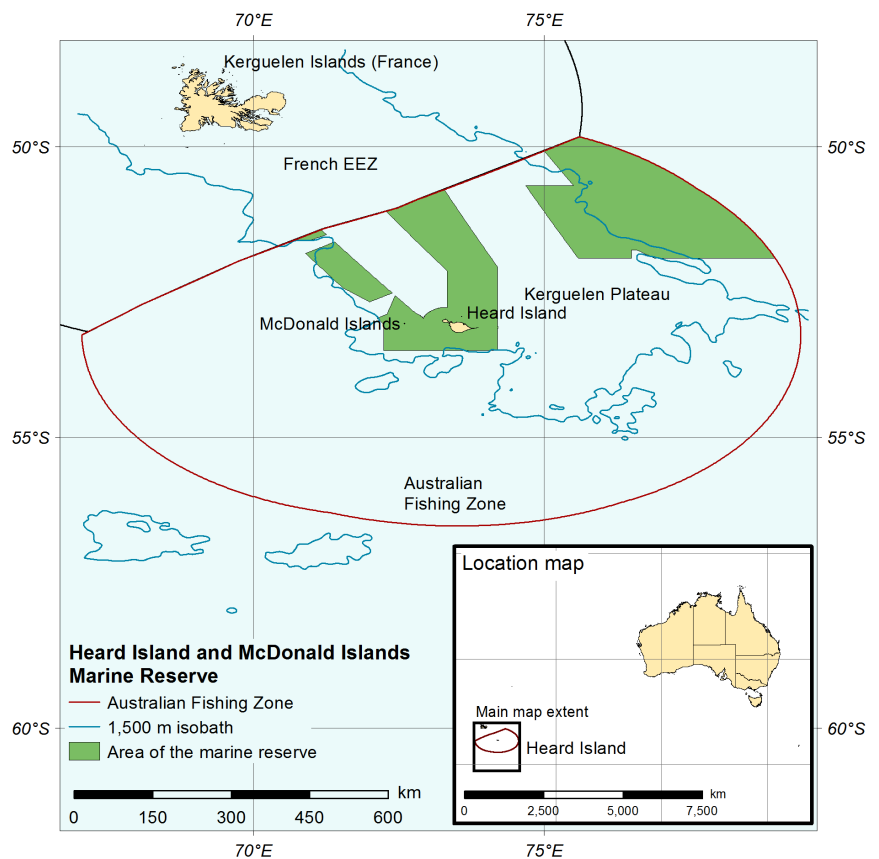 70°E 75°E
Kerguelen Islands (France)
50°S 50°S
French EEZ
Kerguelen Plateau
Heard Island
McDonald Islands
55°S 55°S
Australian
Fishing Zone
Location map
Heard Island and McDonald Islands
Marine Reserve
Australian Fishing Zone
1,500 m isobath
Area of the marine reserve
km
0 150 300 450 600
60°S 60°S
Main map extent
Heard Island
km
0 2,500 5,000 7,500
70°E 75°E